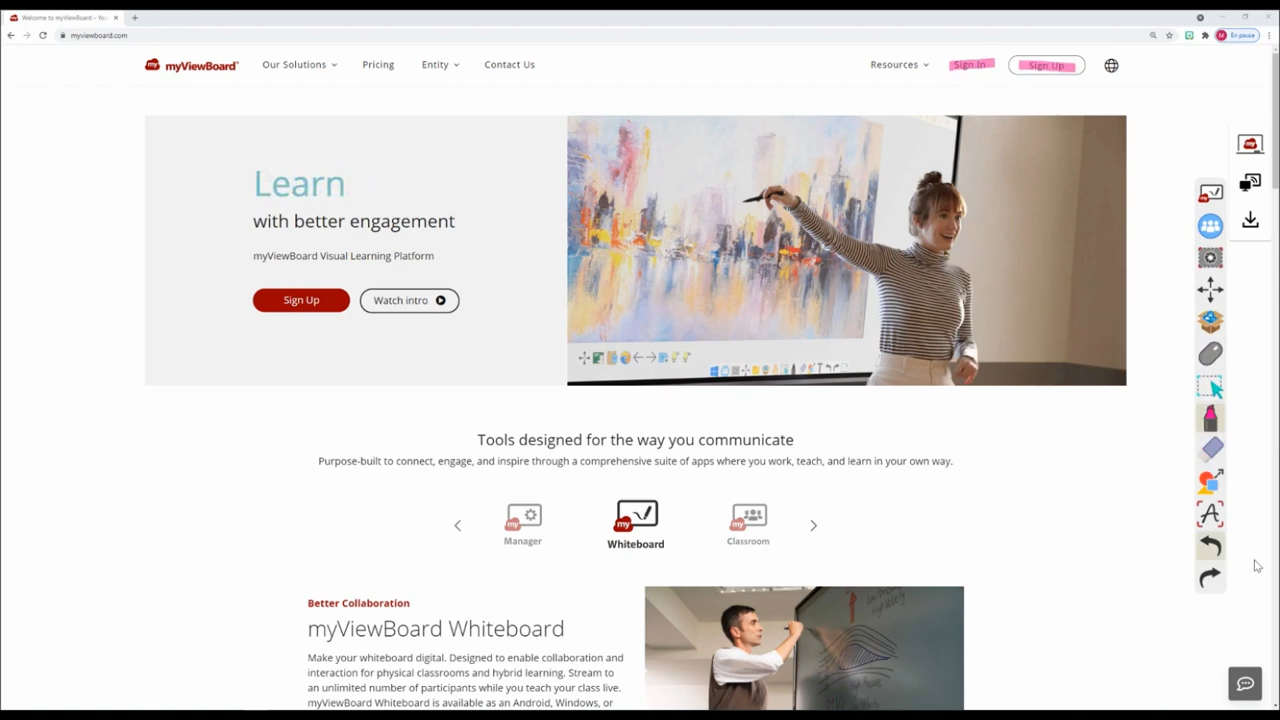 Welcome to myViewBoard – You
myviewboard.com
En pause
myViewBoard
Our Solutions
Pricing
Entity
Contact Us
Resources
Sign In
Sign Up
Learn
with better engagement
myViewBoard Visual Learning Platform
Sign Up
Watch intro
Tools designed for the way you communicate
Purpose-built to connect, engage, and inspire through a comprehensive suite of apps where you work, teach, and learn in your own way.
my
Manager
my
Whiteboard
my
Classroom
Better Collaboration
myViewBoard Whiteboard
Make your whiteboard digital. Designed to enable collaboration and
interaction for physical classrooms and hybrid learning. Stream to
an unlimited number of participants while you teach your class live.
myViewBoard Whiteboard is available as an Android, Windows, or